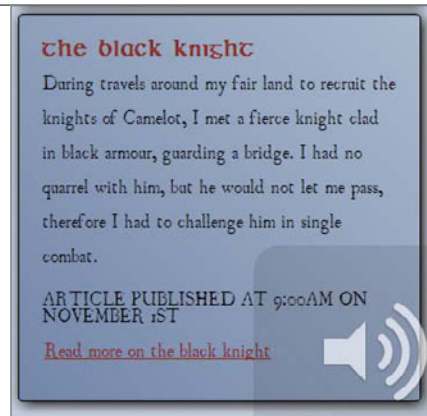 the black knight
During travels around my fair land to recruit the
knights of Camelot, I met a fierce knight clad
in black armour, guarding a bridge. I had no
quarrel with him, but he would not let me pass,
therefore I had to challenge him in single
combat.
ARTICLE PUBLISHED AT 9:00AM ON
NOVEMBER 1ST
Read more on the black knight